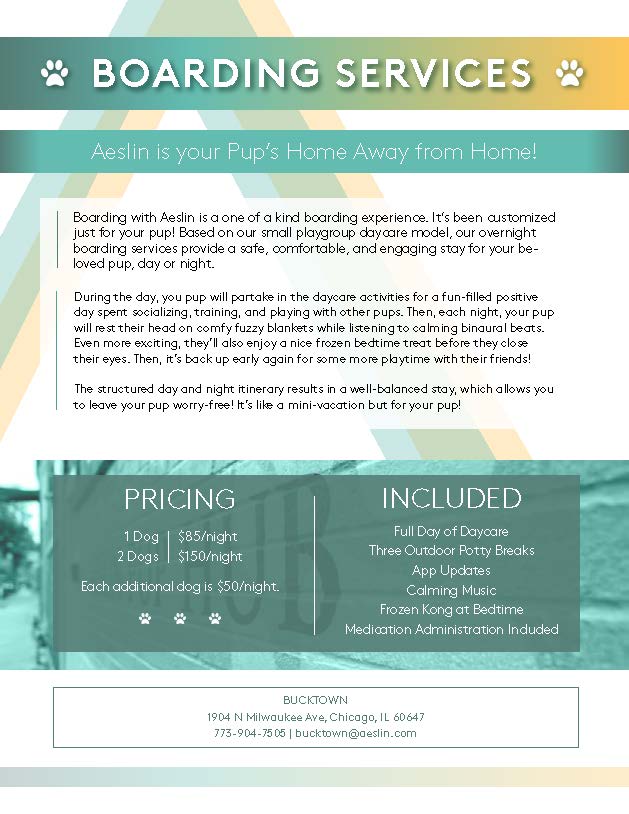 BOARDING SERVICES
Aeslin is your Pup's Home Away from Home!
Boarding with Aeslin is a one of a kind boarding experience. It's been customized
just for your pup! Based on our small playgroup daycare model, our overnight
boarding services provide a safe, comfortable, and engaging stay for your be-
loved pup, day or night.
During the day, you pup will partake in the daycare activities for a fun-filled positive
day spent socializing, training, and playing with other pups. Then, each night, your pup
will rest their head on comfy fuzzy blankets while listening to calming binaural beats.
Even more exciting, they'll also enjoy a nice frozen bedtime treat before they close
their eyes. Then, it's back up early again for some more playtime with their friends!
The structured day and night itinerary results in a well-balanced stay, which allows you
to leave your pup worry-free! It's like a mini-vacation but for your pup!
PRICING
1 Dog | $85/night
2 Dogs | $150/night
Each additional dog is $50/night.
INCLUDED
Full Day of Daycare
Three Outdoor Potty Breaks
App Updates
Calming Music
Frozen Kong at Bedtime
Medication Administration Included
BUCKTOWN
1904 N Milwaukee Ave, Chicago, IL 60647
773-904-7505 | bucktown@aeslin.com